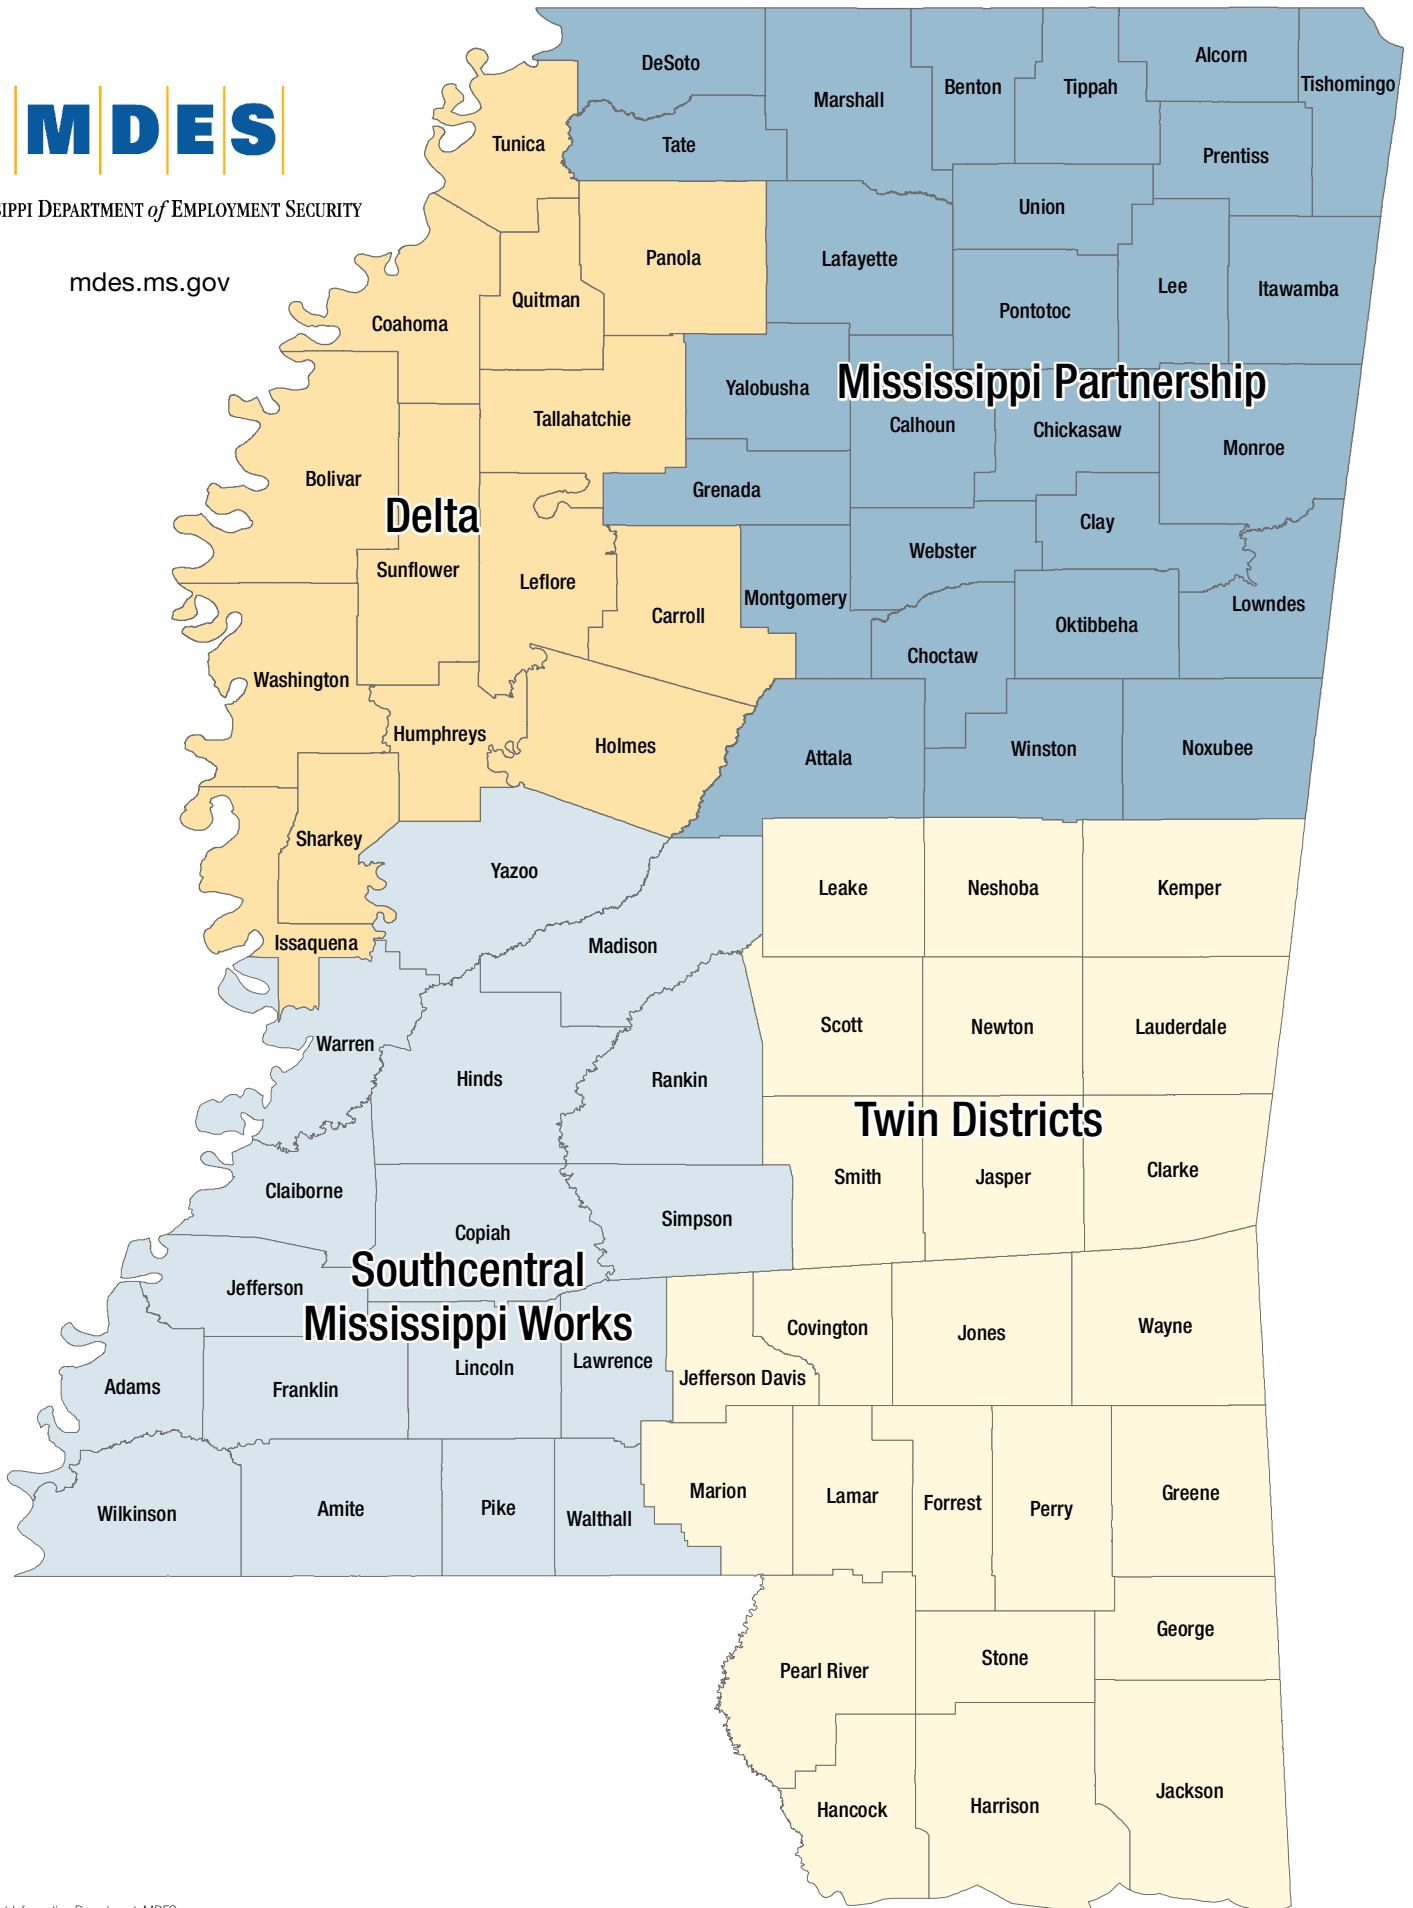 MDES
DEPARTMENT of EMPLOYMENT SECURITY
mdes.ms.gov
DeSoto
Marshall
Benton
Tippah
Alcorn
Tishomingo
Tunica
Tate
Prentiss
Union
Panola
Lafayette
Quitman
Lee
Itawamba
Pontotoc
Coahoma
Yalobusha
Mississippi Partnership
Tallahatchie
Calhoun
Chickasaw
Monroe
Bolivar
Grenada
Delta
Clay
Webster
Sunflower
Leflore
Montgomery
Lowndes
Carroll
Oktibbeha
Choctaw
Washington
Humphreys
Holmes
Attala
Winston
Noxubee
Sharkey
Yazoo
Leake
Neshoba
Kemper
Issaquena
Madison
Scott
Newton
Lauderdale
Warren
Hinds
Rankin
Twin Districts
Smith
Jasper
Clarke
Claiborne
Copiah
Simpson
Southcentral
Mississippi Works
Jefferson
Covington
Jones
Wayne
Lawrence
Lincoln
Jefferson Davis
Adams
Franklin
Marion
Lamar
Forrest
Perry
Greene
Wilkinson
Amite
Pike
Walthall
George
Stone
Pearl River
Jackson
Hancock
Harrison